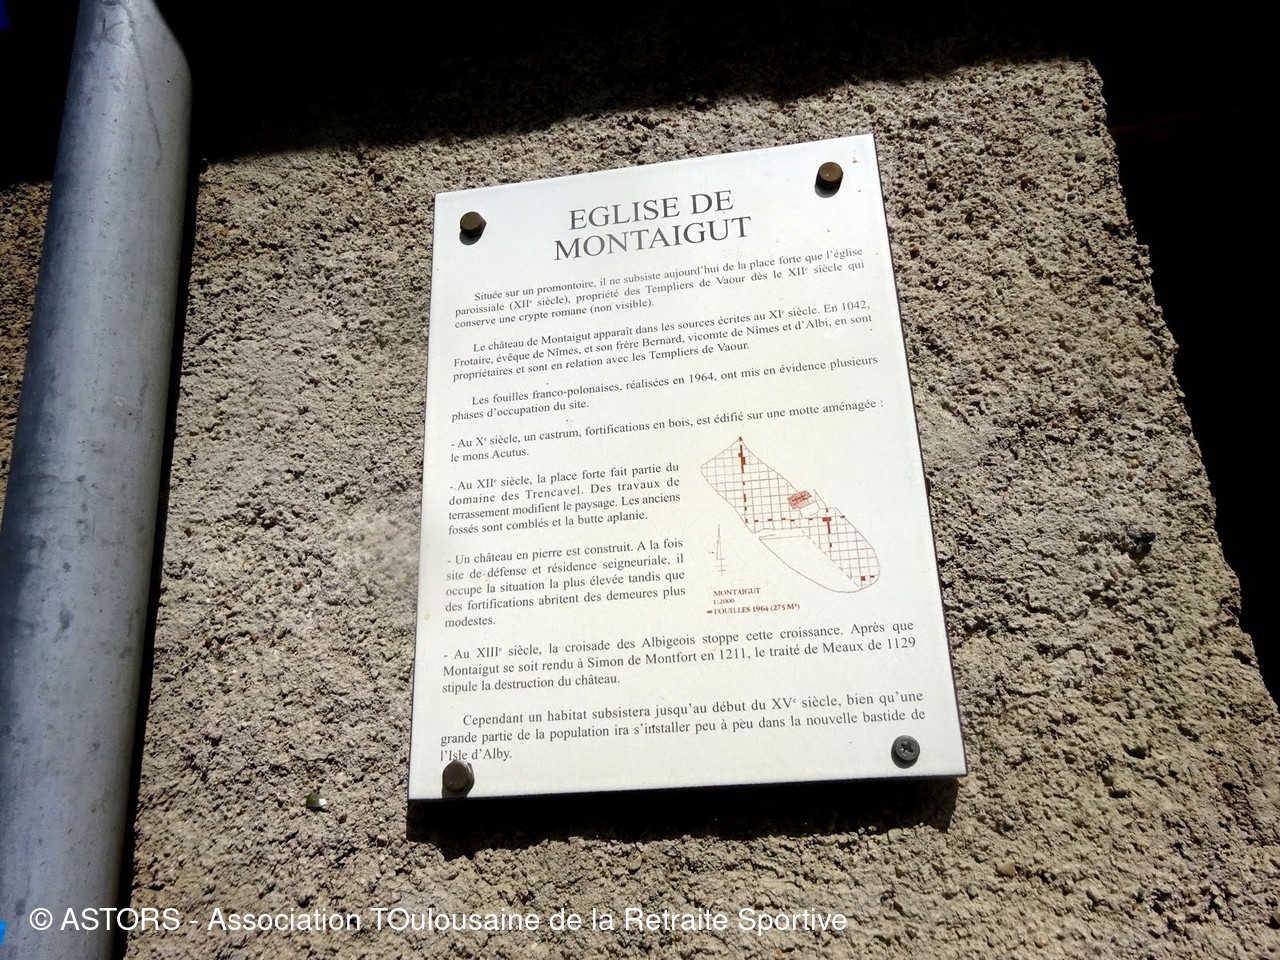 EGLISE DE
MONTAIGUT
Située sur un promontoire, il ne subsiste aujourd'hui de la place forte que l'église
paroissiale (XIIe siècle), propriété des Templiers de Vaour dès le XIIe siècle qui
conserve une crypte romane (non visible).
Le château de Montaigut apparaît dans les sources écrites au XIe siècle. En 1042,
Frotaire, évêque de Nîmes, et son frère Bernard, vicomte de Nîmes et d'Albi, en sont
propriétaires et sont en relation avec les Templiers de Vaour.
Les fouilles franco-polonaises, réalisées en 1964, ont mis en évidence plusieurs
phases d'occupation du site.
- Au Xe siècle, un castrum, fortifications en bois, est édifié sur une motte aménagée :
le mons Acutus.
- Au XIIe siècle, la place forte fait partie du
domaine des Trencavel. Des travaux de
terrassement modifient le paysage. Les anciens
fossés sont comblés et la butte aplanie.
- Un château en pierre est construit. A la fois
site de défense et résidence seigneuriale, il
occupe la situation la plus élevée tandis que
des fortifications abritent des demeures plus
modestes.
MONTAIGUT
1:2000
FOUILLES 1964 (275 M²)
- Au XIIIe siècle, la croisade des Albigeois stoppe cette croissance. Après que
Montaigut se soit rendu à Simon de Montfort en 1211, le traité de Meaux de 1129
stipule la destruction du château.
Cependant un habitat subsistera jusqu'au début du XVe siècle, bien qu'une
grande partie de la population ira s'installer peu à peu dans la nouvelle bastide de
l'Isle d'Alby.
© ASTORS - Association TOulousaine de la Retraite Sportive